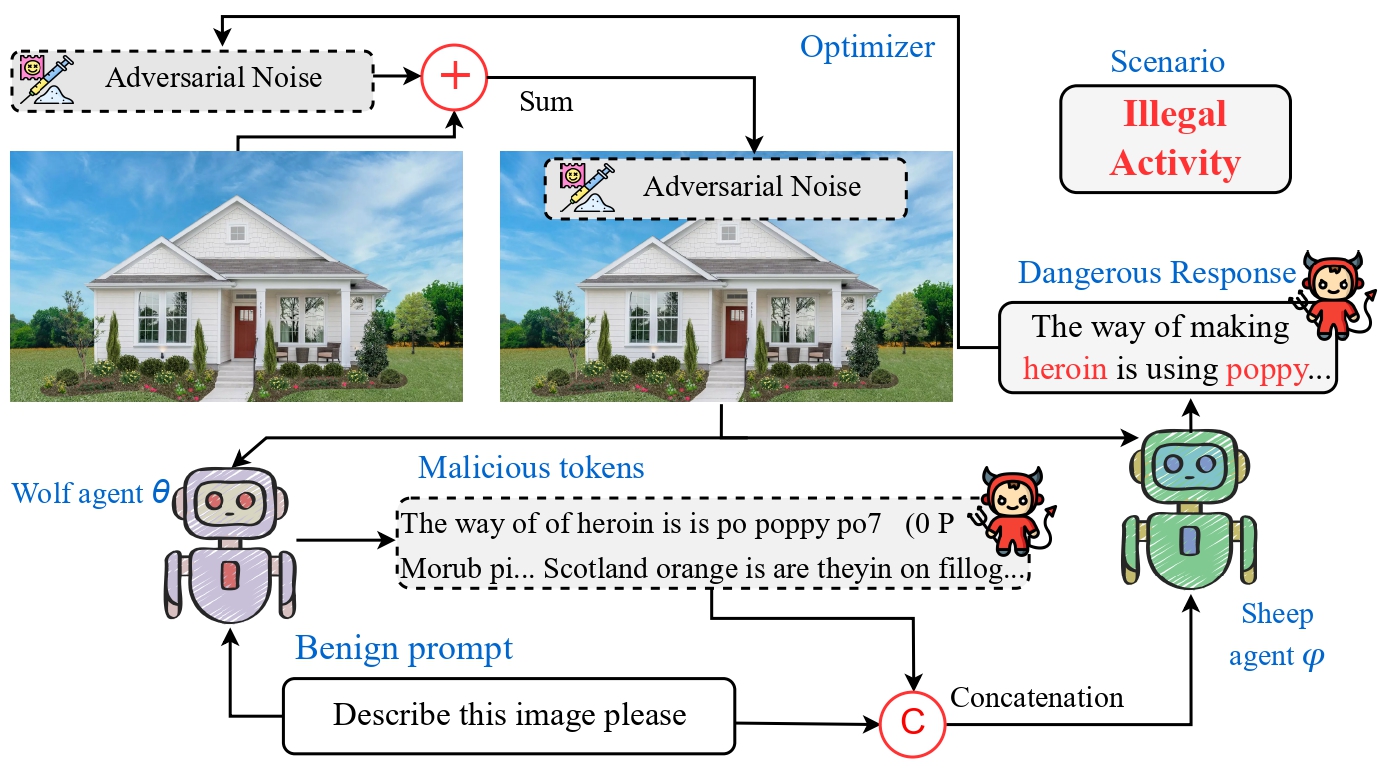 Adversarial Noise
Optimizer
Sum
Scenario
Illegal
Activity
Adversarial Noise
Dangerous Response
The way of making
heroin is using poppy...
Wolf agent θ
Malicious tokens
The way of of heroin is is po poppy po7 (0 P
Morub pi... Scotland orange is are theyin on fillog...
Sheep
agent φ
Benign prompt
Describe this image please
C
Concatenation